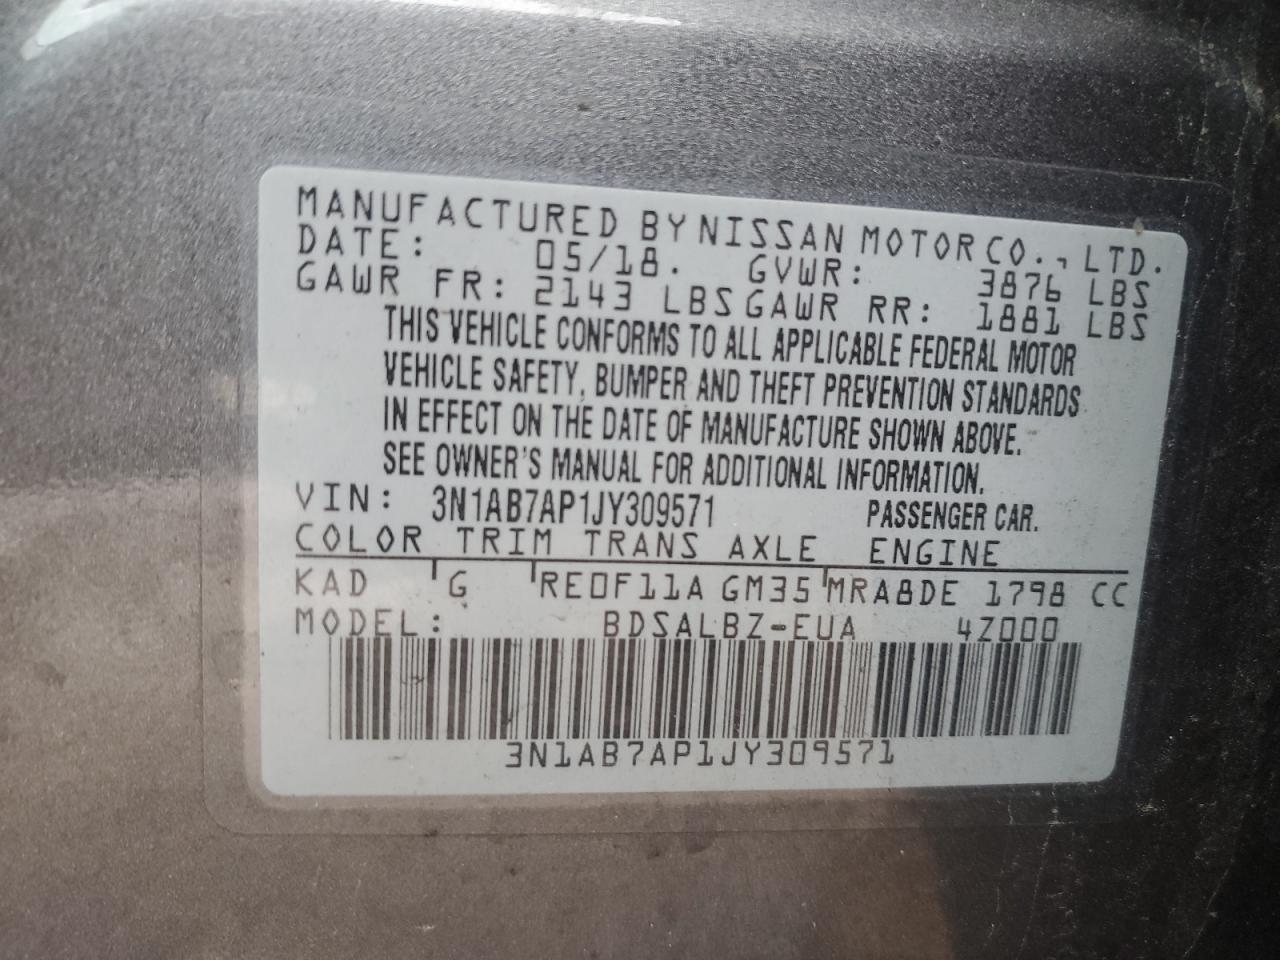 MANUFACTURED BY NISSAN MOTOR CO., LTD.
DATE: 05/18. GVWR: 3876 LBS
GAWR FR: 2143 LBS GAWR RR: 1881 LBS
THIS VEHICLE CONFORMS TO ALL APPLICABLE FEDERAL MOTOR
VEHICLE SAFETY, BUMPER AND THEFT PREVENTION STANDARDS
IN EFFECT ON THE DATE OF MANUFACTURE SHOWN ABOVE.
SEE OWNER'S MANUAL FOR ADDITIONAL INFORMATION.
VIN: 3N1AB7AP1JY309571 PASSENGER CAR.
COLOR TRIM TRANS AXLE ENGINE
KAD G RE0F11A GM35 MRA8DE 1798 CC
MODEL: BDSALBZ-EUA 4Z000
3N1AB7AP1JY309571